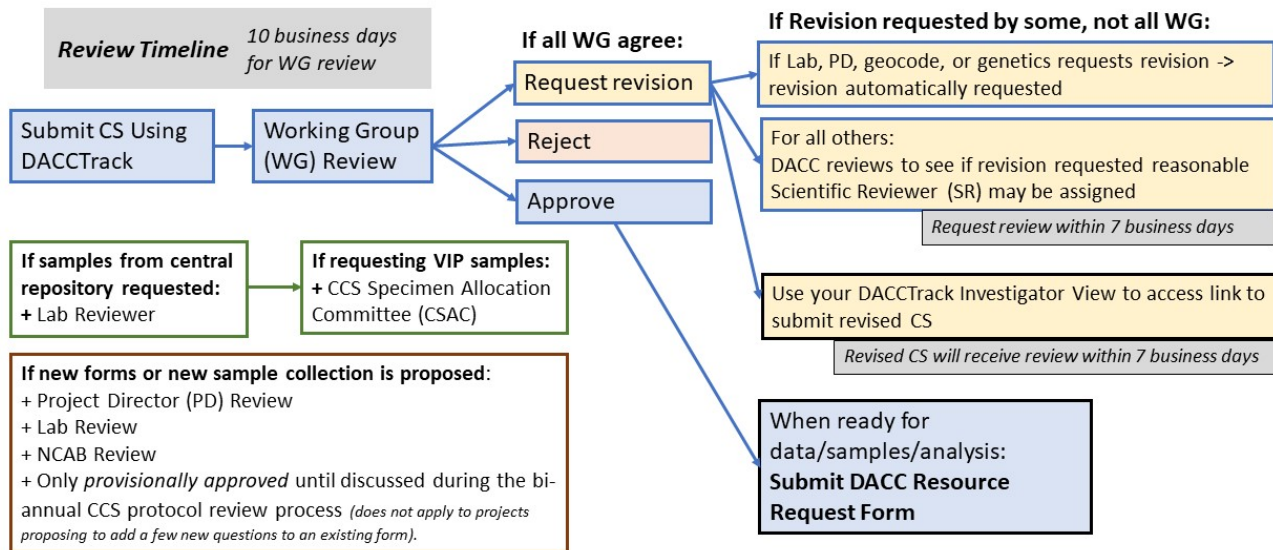 Review Timeline
10 business days
for WG review
Submit CS Using
DACCTrack
Working Group
(WG) Review
If all WG agree:
Request revision
Reject
Approve
If Revision requested by some, not all WG:
If Lab, PD, geocode, or genetics requests revision ->
revision automatically requested
For all others:
DACC reviews to see if revision requested reasonable
Scientific Reviewer (SR) may be assigned
Request review within 7 business days
Use your DACCTrack Investigator View to access link to
submit revised CS
Revised CS will receive review within 7 business days
If samples from central
repository requested:
+ Lab Reviewer
If requesting VIP samples:
+ CCS Specimen Allocation
Committee (CSAC)
If new forms or new sample collection is proposed:
+ Project Director (PD) Review
+ Lab Review
+ NCAB Review
+ Only provisionally approved until discussed during the bi-
annual CCS protocol review process (does not apply to projects
proposing to add a few new questions to an existing form).
When ready for
data/samples/analysis:
Submit DACC Resource
Request Form